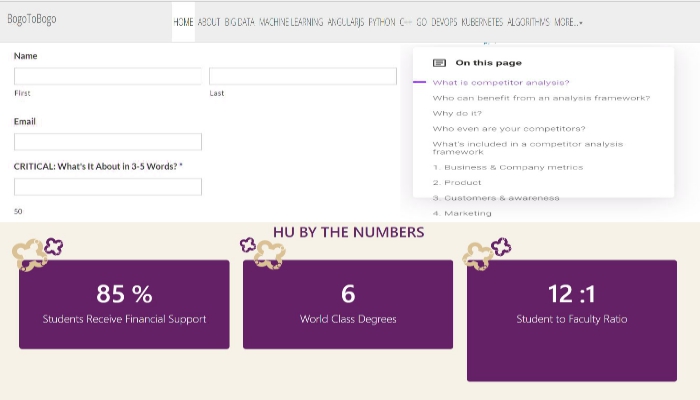 BogoToBogo
HOME ABOUT BIG DATA MACHINE LEARNING ANGULARJS PYTHON C++ GO DEVOPS KUBERNETES ALGORITHMS MORE...
Name
First Last
Email
CRITICAL: What's It About in 3-5 Words? *
50
On this page
What is competitor analysis?
Who can benefit from an analysis framework?
Why do it?
Who even are your competitors?
What's included in a competitor analysis
framework
1. Business & Company metrics
2. Product
3. Customers & awareness
4. Marketing
HU BY THE NUMBERS
85 %
Students Receive Financial Support
6
World Class Degrees
12 :1
Student to Faculty Ratio